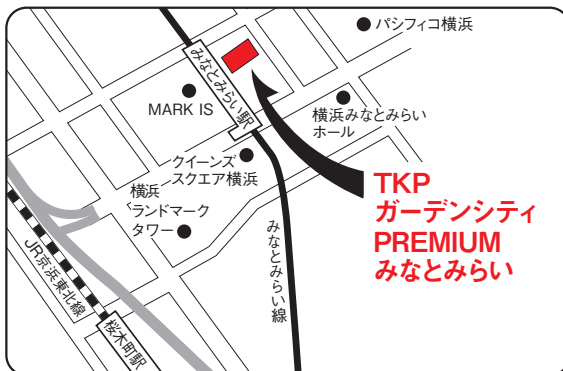 パシフィコ横浜
みなとみらい駅
MARK IS
横浜みなとみらい
ホール
クイーンズ
スクエア横浜
横浜
ランドマーク
タワー
TKP
ガーデンシティ
PREMIUM
みなとみらい
みなとみらい線
JR京浜東北線
桜木町駅